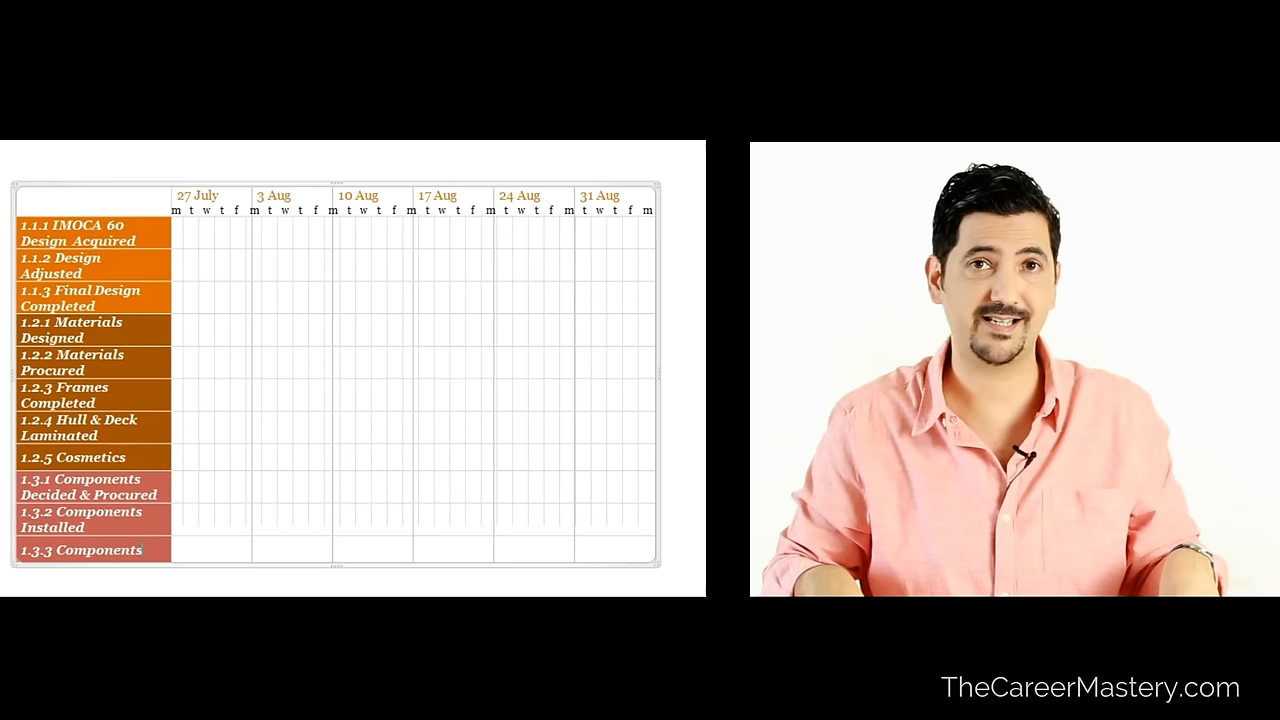 27 July 3 Aug 10 Aug 17 Aug 24 Aug 31 Aug
m t w t f m t w t f m t w t f m t w t f m t w t f m t w t f m
1.1.1 IMOCA 60
Design Acquired
1.1.2 Design
Adjusted
1.1.3 Final Design
Completed
1.2.1 Materials
Designed
1.2.2 Materials
Procured
1.2.3 Frames
Completed
1.2.4 Hull & Deck
Laminated
1.2.5 Cosmetics
1.3.1 Components
Decided & Procured
1.3.2 Components
Installed
1.3.3 Components
TheCareerMastery.com